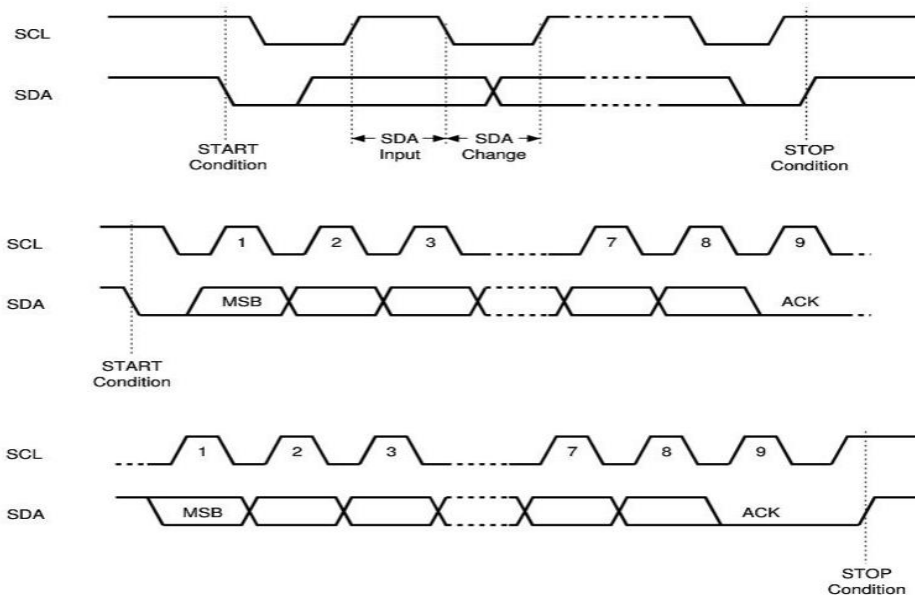 SCL
SDA
SDA
Input
SDA
Change
START
Condition
STOP
Condition
SCL
1 2 3 7 8 9
SDA
MSB ACK
START
Condition
SCL
1 2 3 7 8 9
SDA
MSB ACK
STOP
Condition